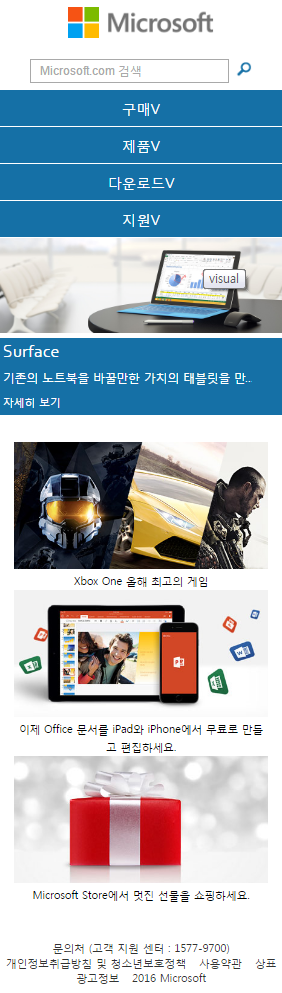 Microsoft
Microsoft.com 검색
구매V
제품V
다운로드V
지원V
visual
Surface
기존의 노트북을 바꿀만한 가치의 태블릿을 만...
자세히 보기
Xbox One 올해 최고의 게임
이제 Office 문서를 iPad와 iPhone에서 무료로 만들
고 편집하세요.
Microsoft Store에서 멋진 선물을 쇼핑하세요.
문의처 (고객 지원 센터 : 1577-9700)
개인정보취급방침 및 청소년보호정책 사용약관 상표
광고정보 2016 Microsoft